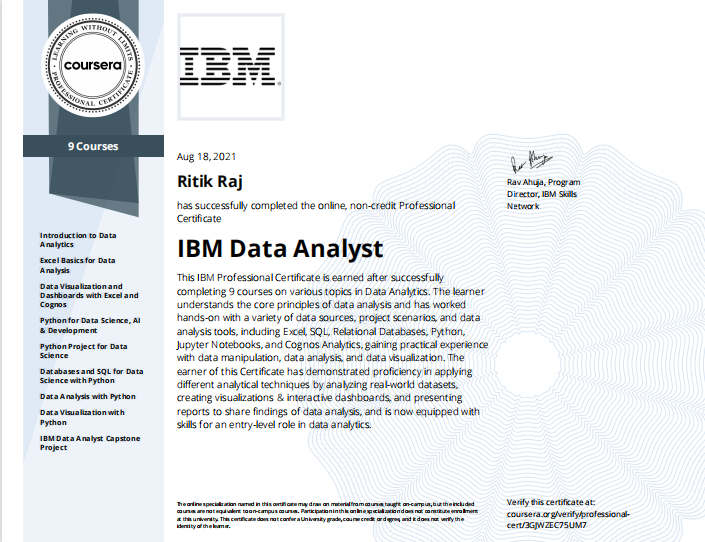 LEARNING WITHOUT LIMITS
coursera
PROFESSIONAL CERTIFICATE
IBM
9 Courses
Introduction to Data
Analytics
Excel Basics for Data
Analysis
Data Visualization and
Dashboards with Excel and
Cognos
Python for Data Science, AI
& Development
Python Project for Data
Science
Databases and SQL for Data
Science with Python
Data Analysis with Python
Data Visualization with
Python
IBM Data Analyst Capstone
Project
Aug 18, 2021
Ritik Raj
has successfully completed the online, non-credit Professional
Certificate
IBM Data Analyst
This IBM Professional Certificate is earned after successfully
completing 9 courses on various topics in Data Analytics. The learner
understands the core principles of data analysis and has worked
hands-on with a variety of data sources, project scenarios, and data
analysis tools, including Excel, SQL, Relational Databases, Python,
Jupyter Notebooks, and Cognos Analytics, gaining practical experience
with data manipulation, data analysis, and data visualization. The
earner of this Certificate has demonstrated proficiency in applying
different analytical techniques by analyzing real-world datasets,
creating visualizations & interactive dashboards, and presenting
reports to share findings of data analysis, and is now equipped with
skills for an entry-level role in data analytics.
Rav Ahuja, Program
Director, IBM Skills
Network
The online specialization named in this certificate may draw on material from courses taught on-campus, but the included
courses are not equivalent to on-campus courses. Participation in this online specialization does not constitute enrollment
at this university. This certificate does not confer a University grade, course credit or degree, and it does not verify the
identity of the learner.
Verify this certificate at:
coursera.org/verify/professional-
cert/3GJWZEC75UM7